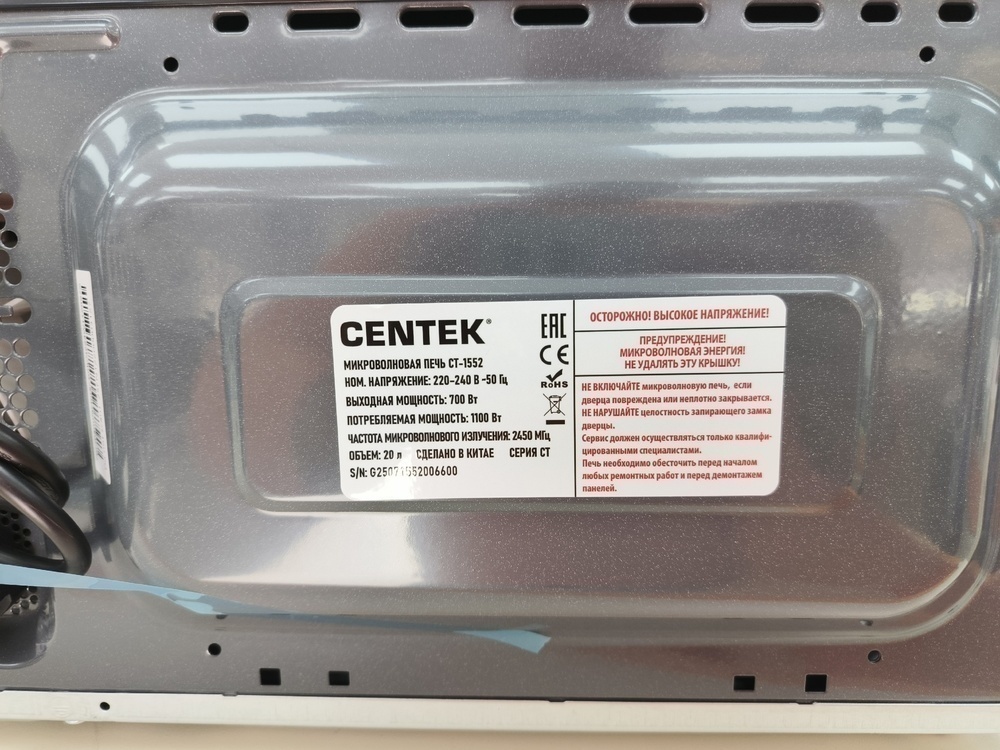 CENTEK®
МИКРОВОЛНОВАЯ ПЕЧЬ CT-1552
НОМ. НАПРЯЖЕНИЕ: 220-240 В ~50 Гц
ВЫХОДНАЯ МОЩНОСТЬ: 700 Вт
ПОТРЕБЛЯЕМАЯ МОЩНОСТЬ: 1100 Вт
ЧАСТОТА МИКРОВОЛНОВОГО ИЗЛУЧЕНИЯ: 2450 МГц
ОБЪЕМ: 20 л СДЕЛАНО В КИТАЕ СЕРИЯ СТ
S/N: G25071552006600
EAC
CE
RoHS
ОСТОРОЖНО! ВЫСОКОЕ НАПРЯЖЕНИЕ!
ПРЕДУПРЕЖДЕНИЕ!
МИКРОВОЛНОВАЯ ЭНЕРГИЯ!
НЕ УДАЛЯТЬ ЭТУ КРЫШКУ!
НЕ ВКЛЮЧАЙТЕ микроволновую печь, если
дверца повреждена или неплотно закрывается.
НЕ НАРУШАЙТЕ целостность запирающего замка
дверцы.
Сервис должен осуществляться только квалифи-
цированными специалистами.
Печь необходимо обесточить перед началом
любых ремонтных работ и перед демонтажем
панелей.